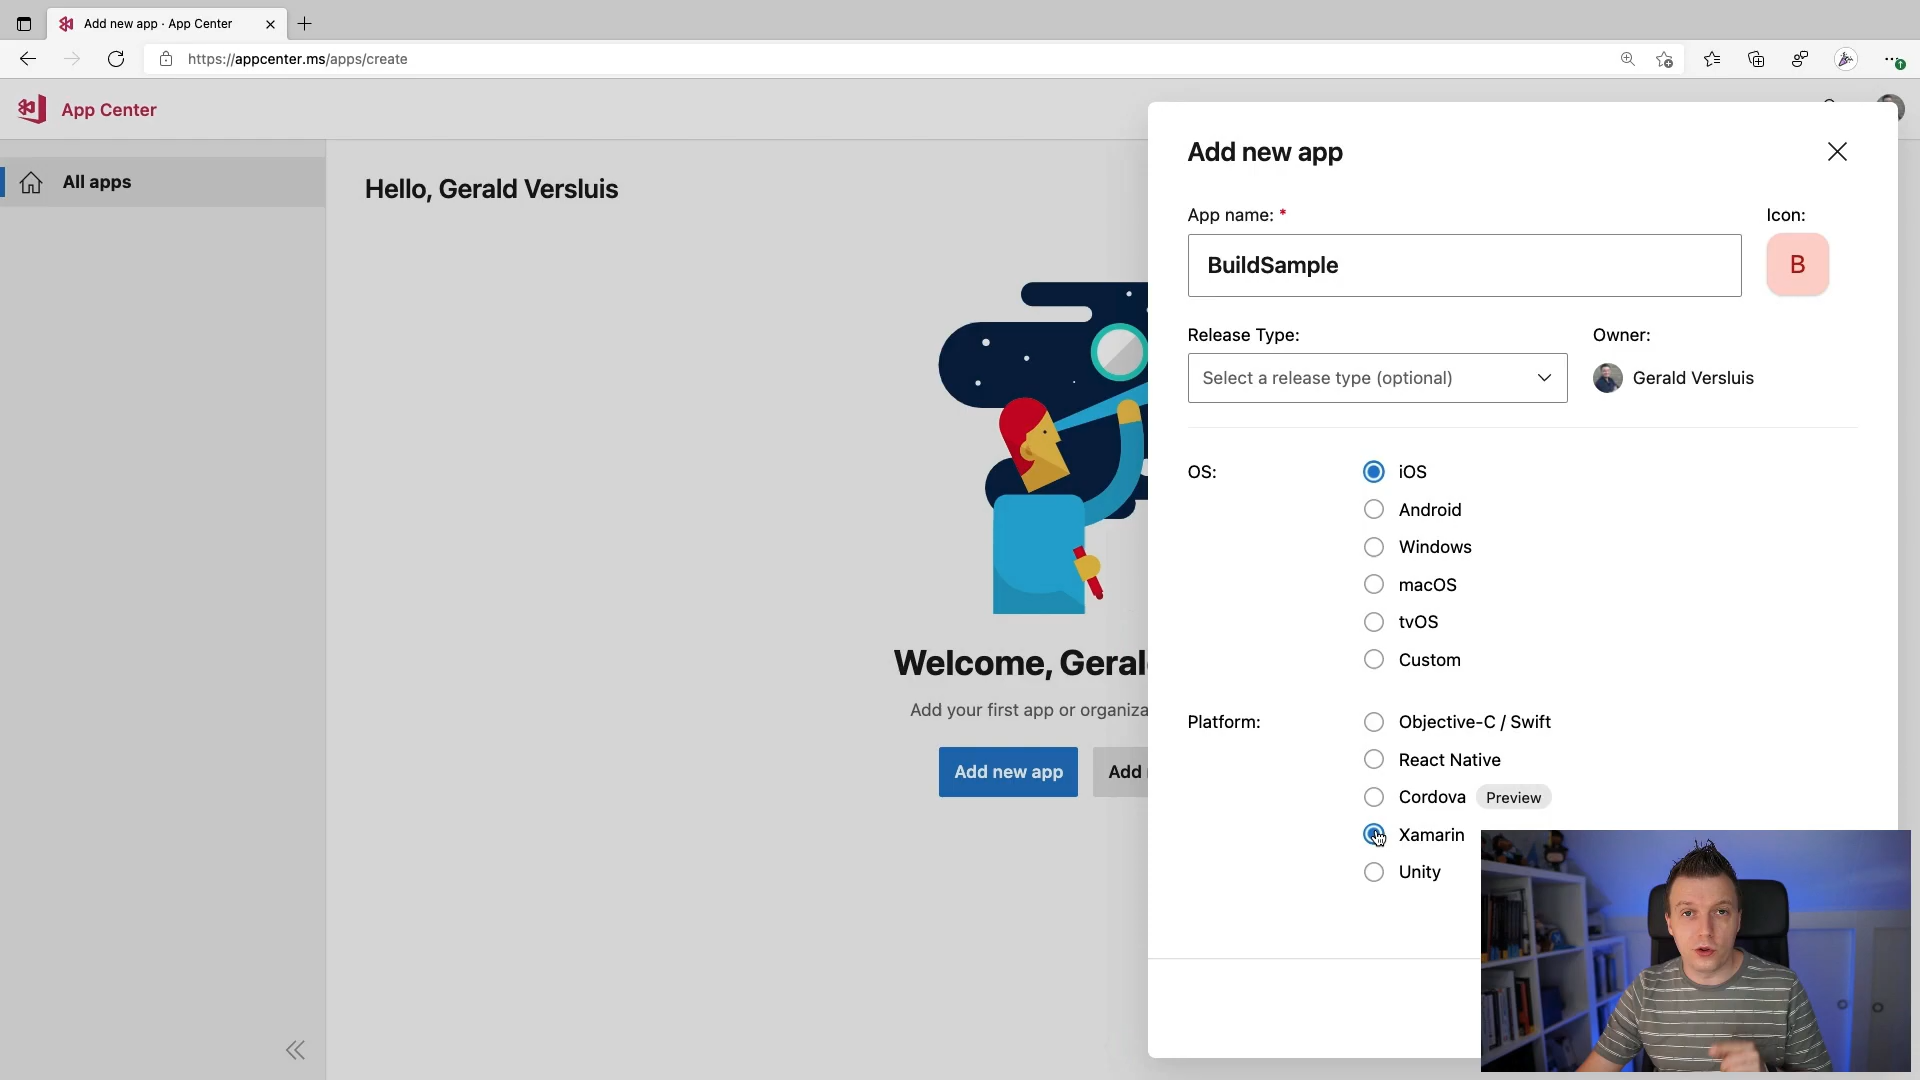 Add new app · App Center
https://appcenter.ms/apps/create
App Center
All apps
Hello, Gerald Versluis
Welcome, Geral
Add your first app or organiza
Add new app
Add
Add new app
App name: *
Icon:
BuildSample
B
Release Type:
Owner:
Select a release type (optional)
Gerald Versluis
OS:
iOS
Android
Windows
macOS
tvOS
Custom
Platform:
Objective-C / Swift
React Native
Cordova
Preview
Xamarin
Unity